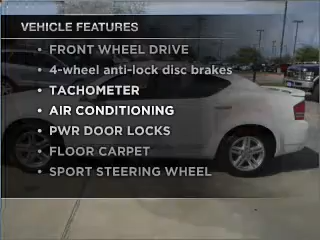 VEHICLE FEATURES
• FRONT WHEEL DRIVE
• 4-wheel anti-lock disc brakes
• TACHOMETER
• AIR CONDITIONING
• PWR DOOR LOCKS
• FLOOR CARPET
• SPORT STEERING WHEEL